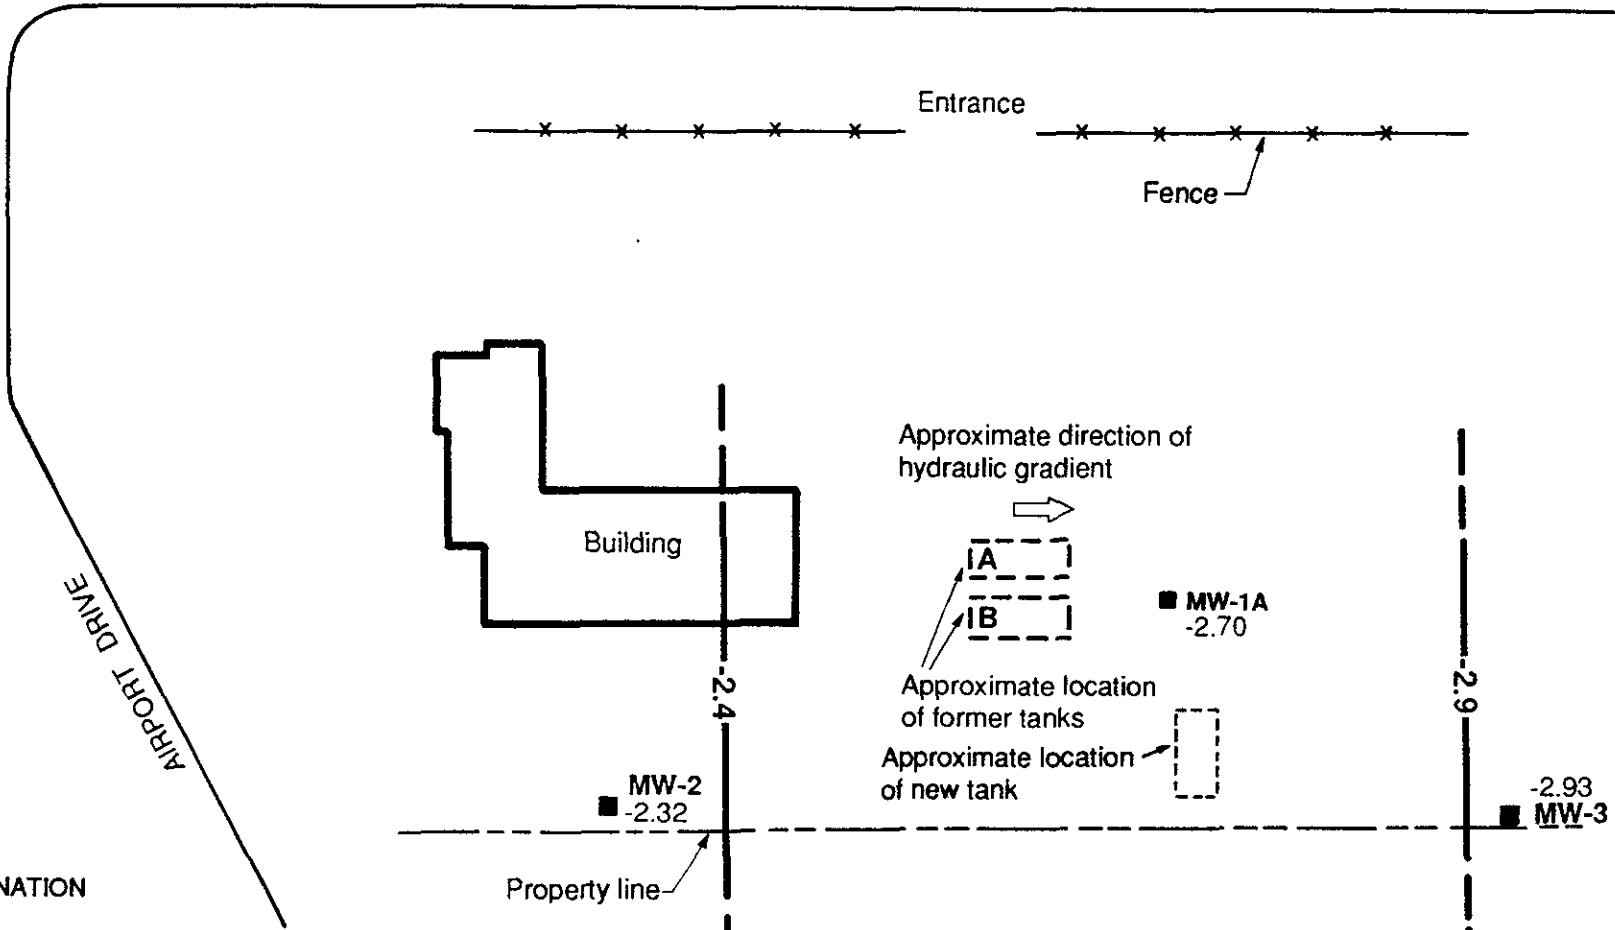 Entrance
Fence
Approximate direction of
hydraulic gradient
Building
A
B
MW-1A
-2.70
AIRPORT DRIVE
-2.4
-2.9
Approximate location
of former tanks
Approximate location
of new tank
MW-2
-2.32
-2.93
MW-3
Property line
NATION